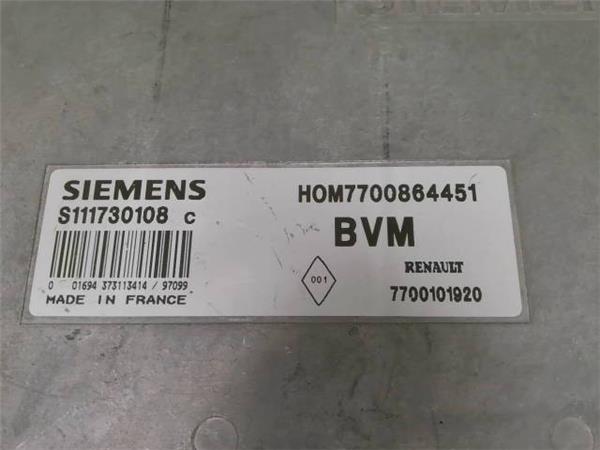 SIEMENS
HOM7700864451
S111730108 C
BVM
001
RENAULT
0 01694 373113414 / 97099
7700101920
MADE IN FRANCE